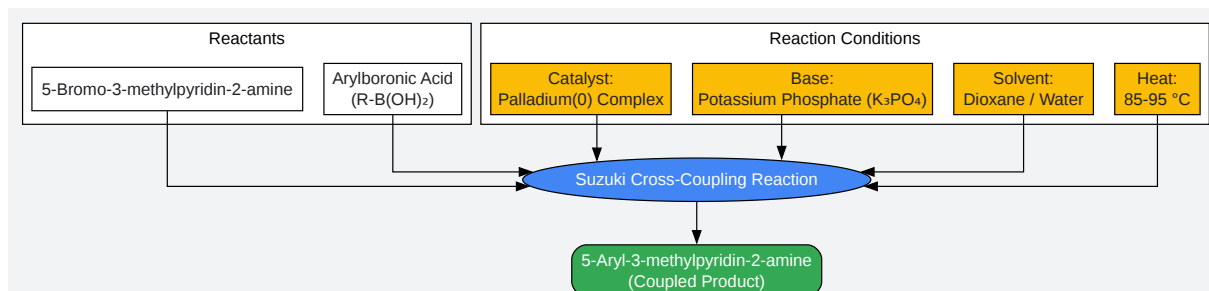 Reactants
5-Bromo-3-methylpyridin-2-amine
Arylboronic Acid
(R-B(OH)₂)
Reaction Conditions
Catalyst:
Palladium(0) Complex
Base:
Potassium Phosphate (K₃PO₄)
Solvent:
Dioxane / Water
Heat:
85-95 °C
Suzuki Cross-Coupling Reaction
5-Aryl-3-methylpyridin-2-amine
(Coupled Product)